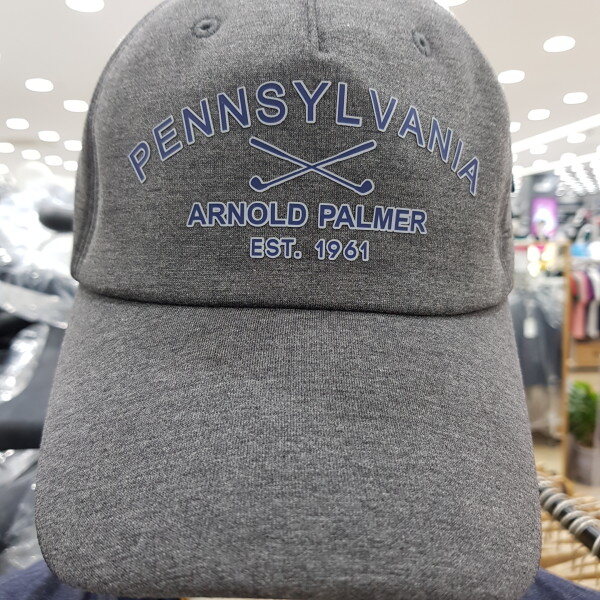 PENNSYLVANIA
ARNOLD PALMER
EST. 1961